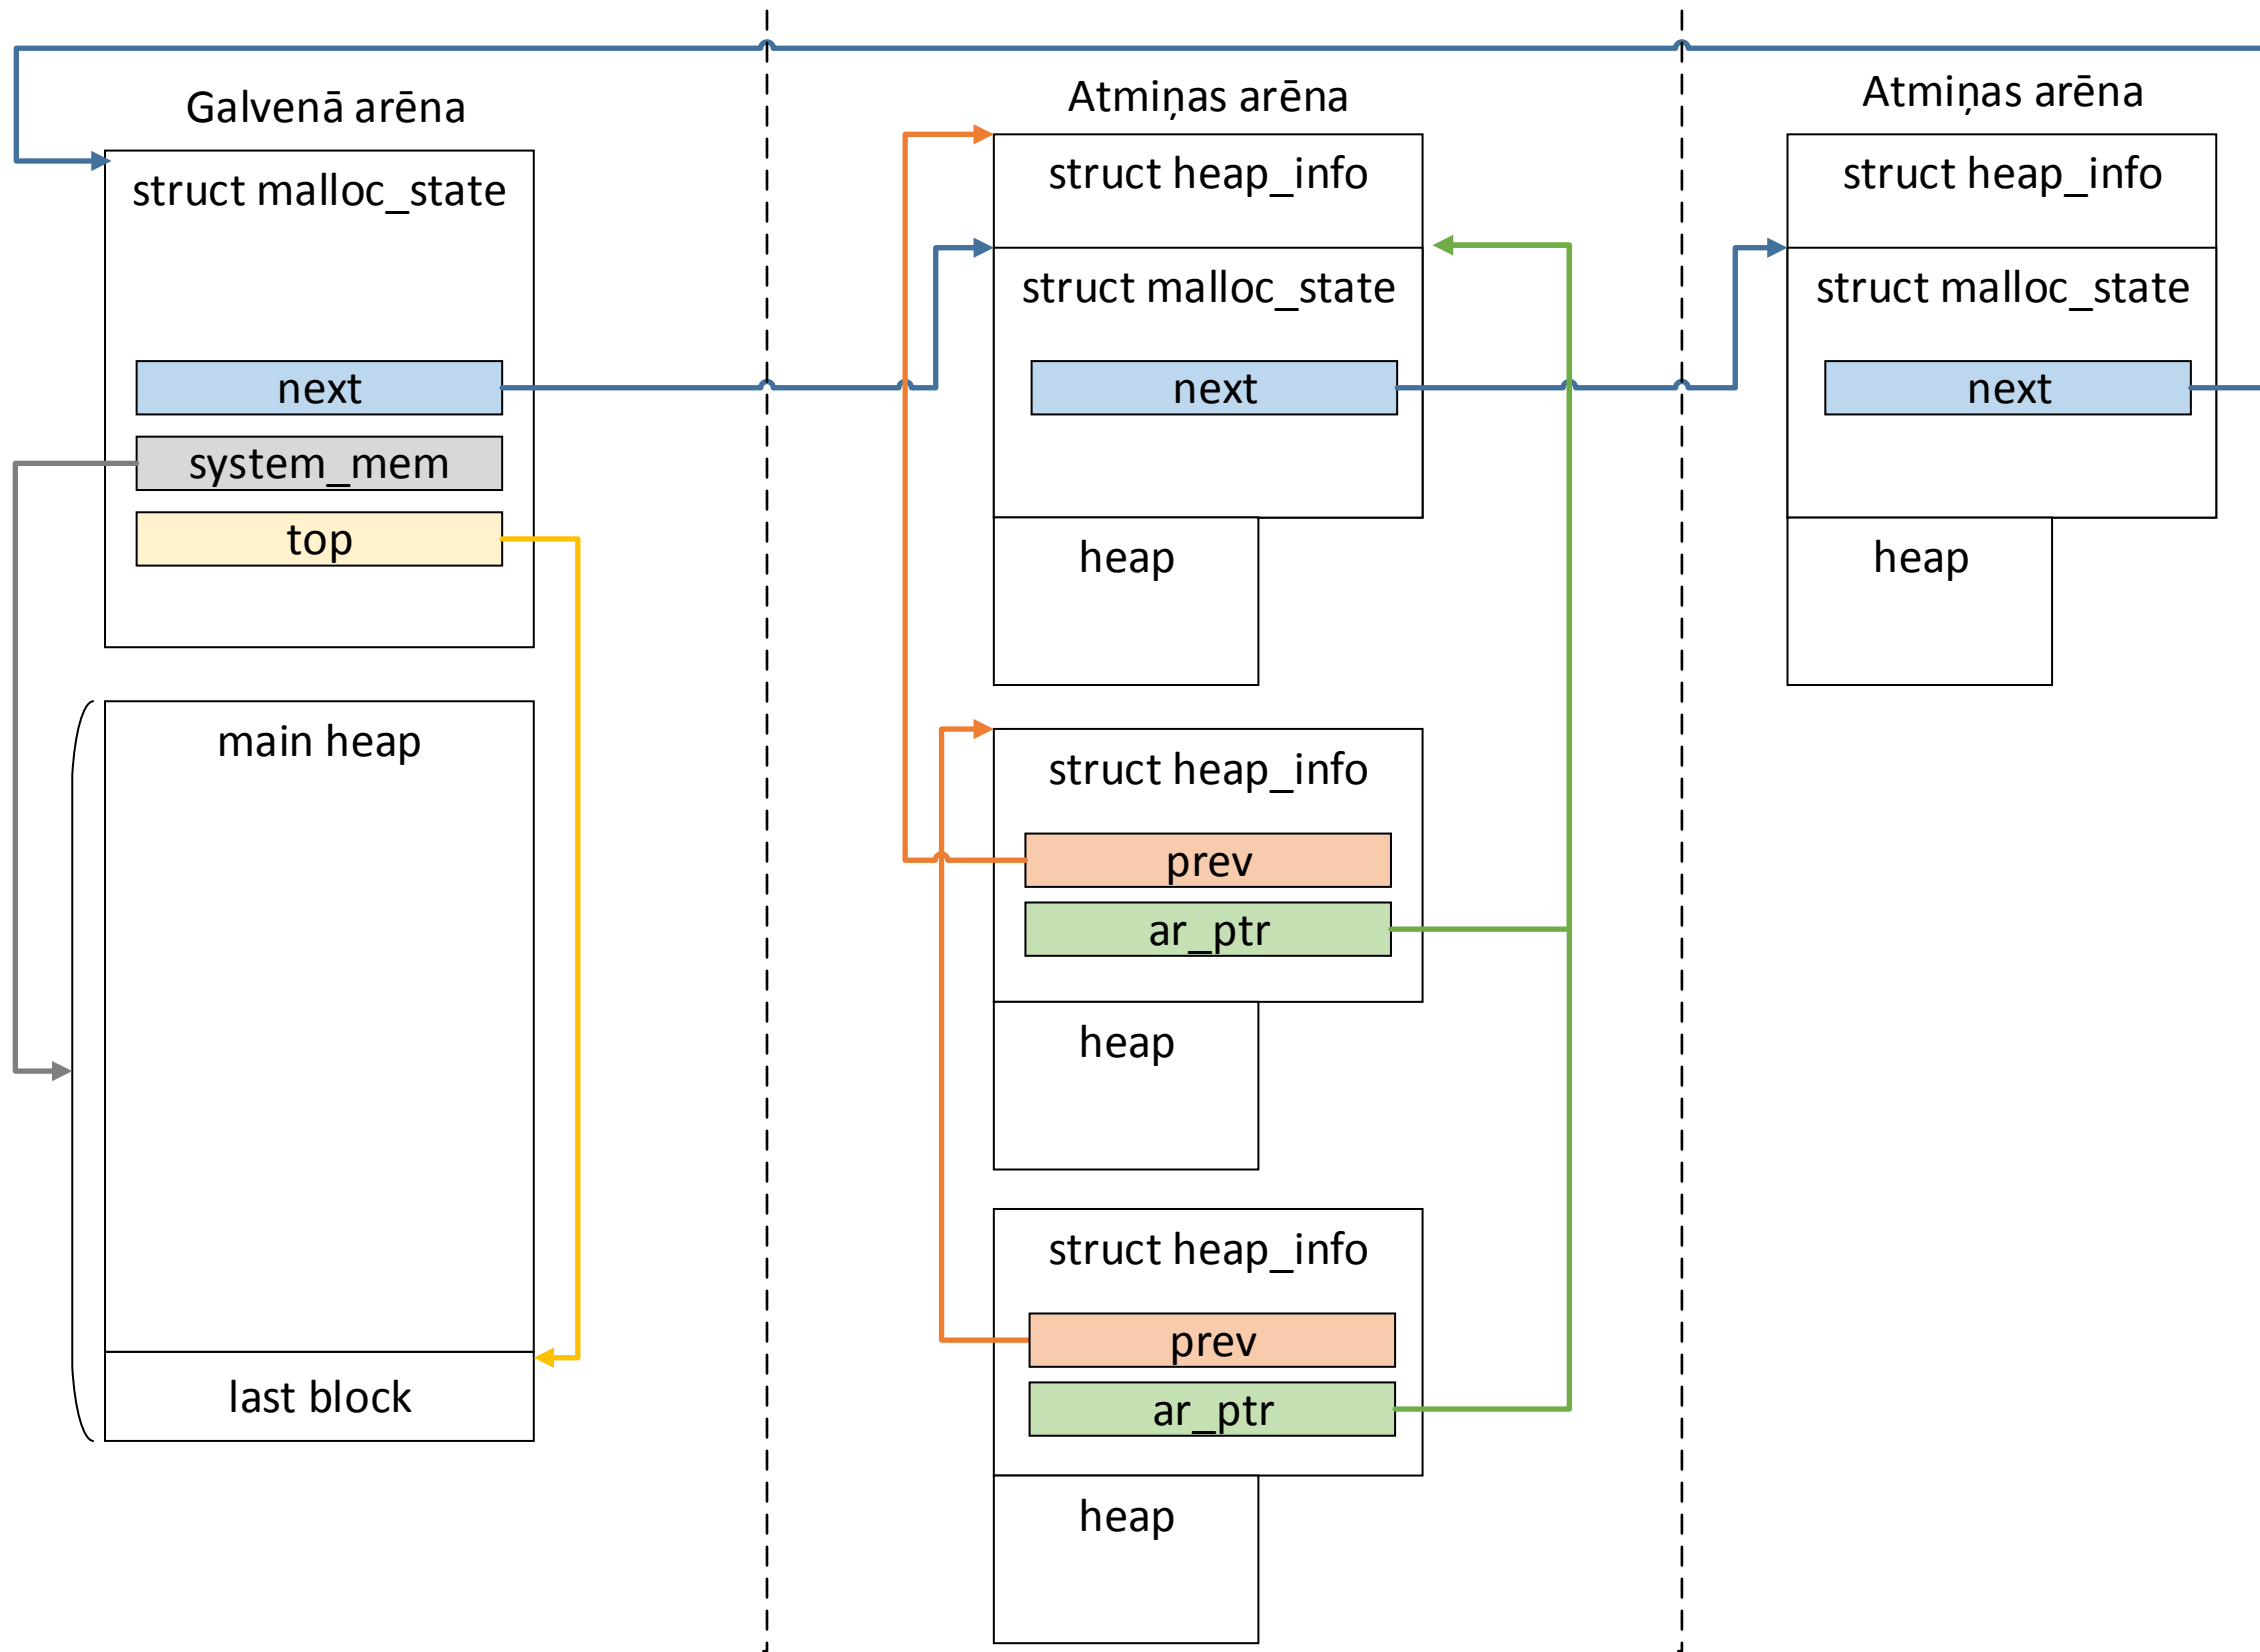 Galvenā arēna
struct malloc_state
next
system_mem
top
main heap
last block
Atmiņas arēna
struct heap_info
struct malloc_state
next
heap
struct heap_info
prev
ar_ptr
heap
struct heap_info
prev
ar_ptr
heap
Atmiņas arēna
struct heap_info
struct malloc_state
next
heap